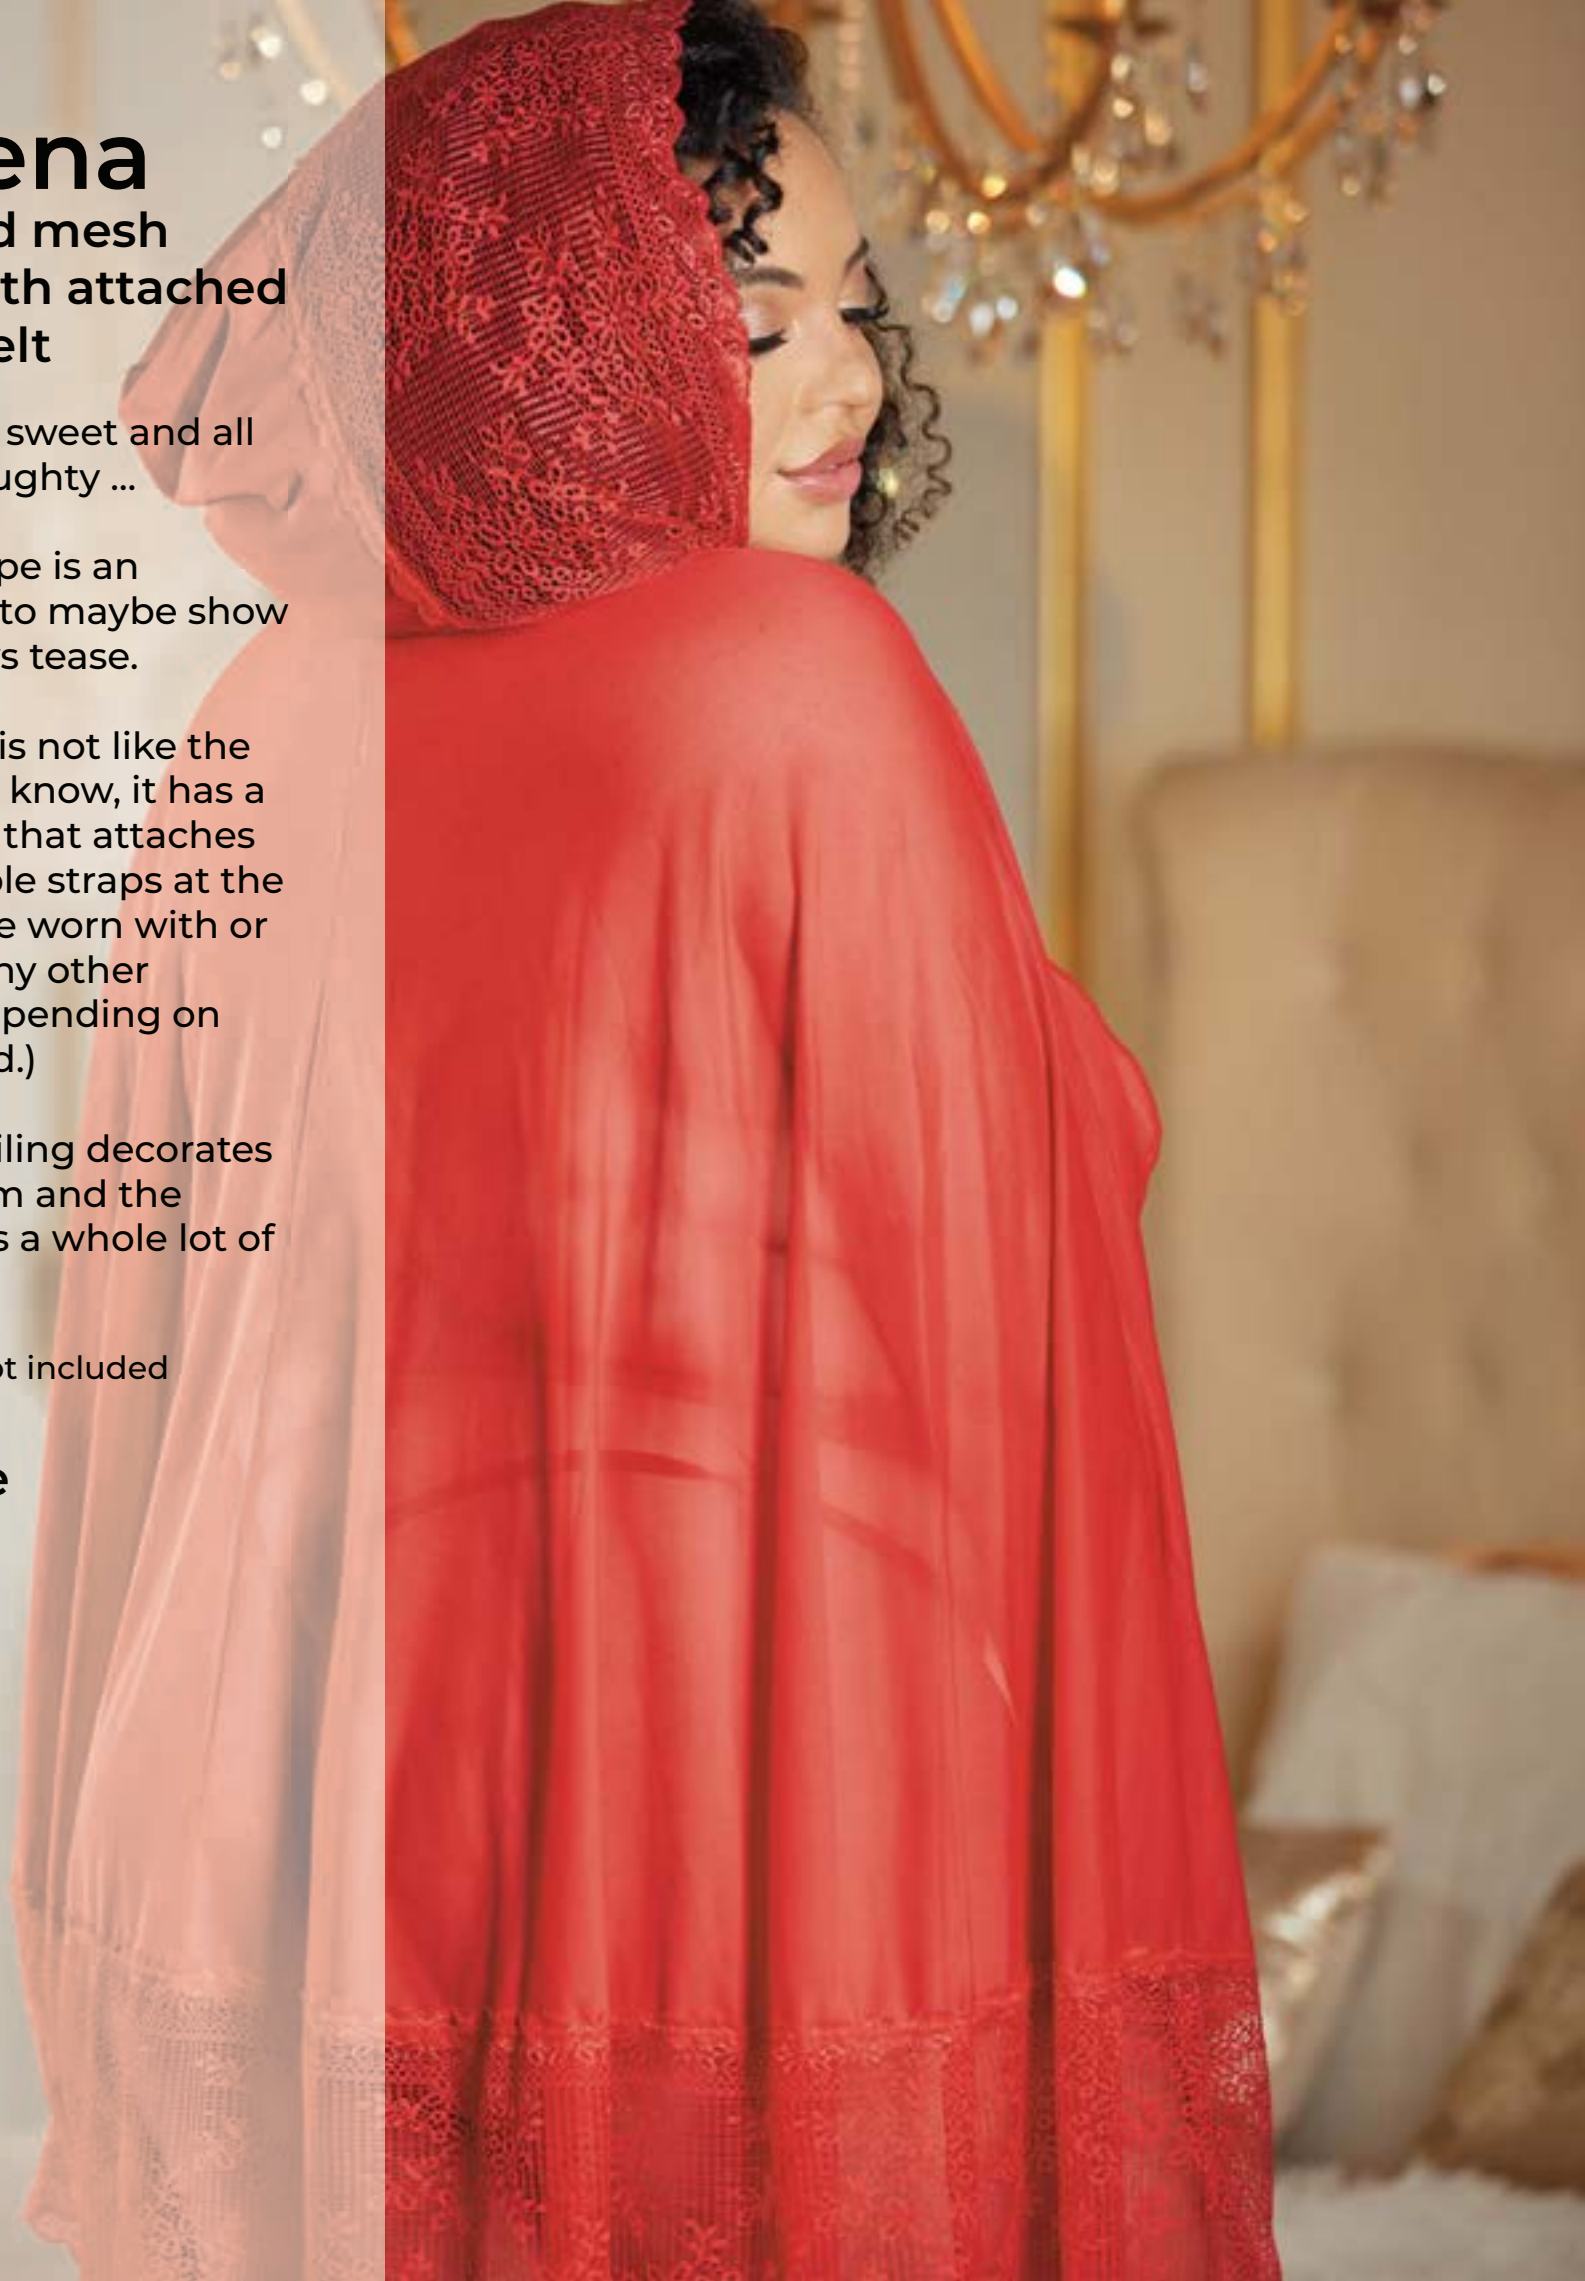 ena
d mesh
th attached
elt
sweet and all
ughty ...
pe is an
to maybe show
s tease.
is not like the
know, it has a
that attaches
ole straps at the
e worn with or
ny other
pending on
d.)
iling decorates
m and the
s a whole lot of
ot included
e